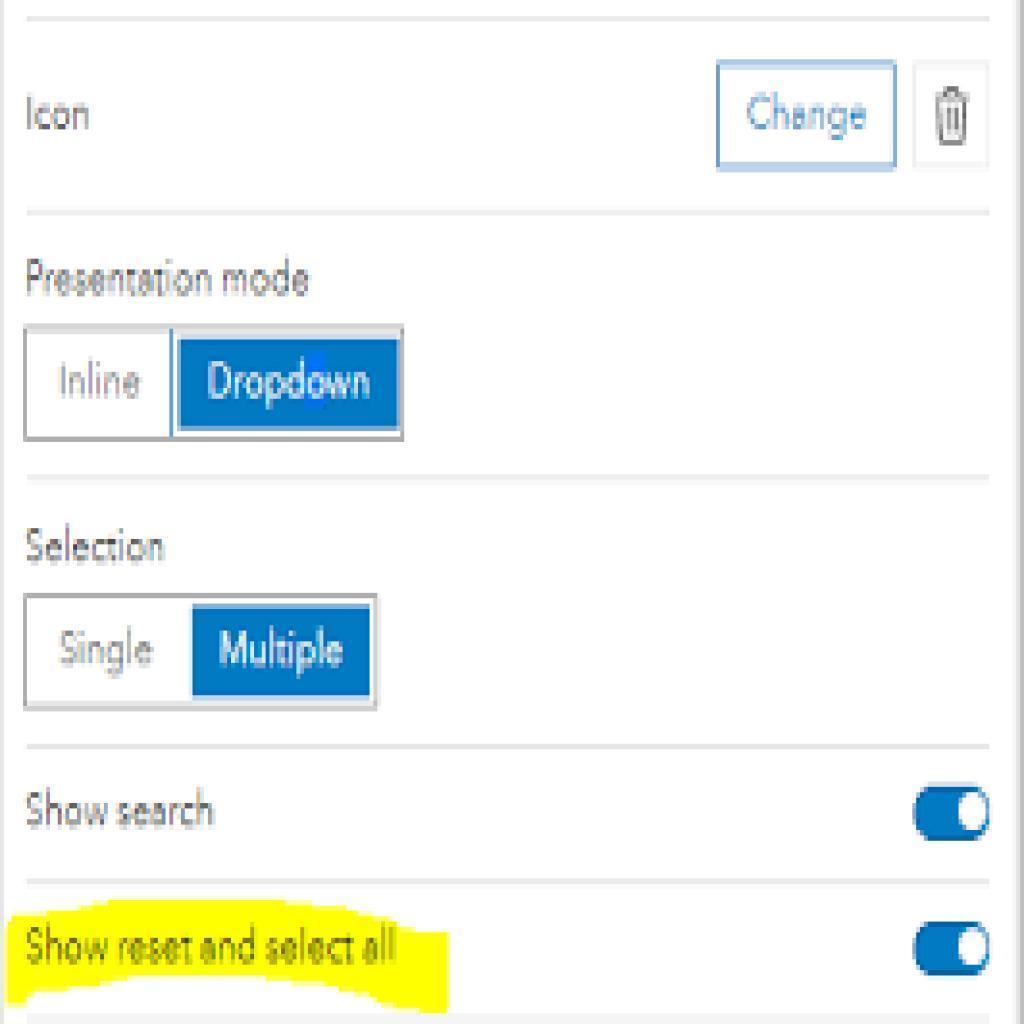 Icon
Change
Presentation mode
Inline
Dropdown
Selection
Single
Multiple
Show search
Show reset and select all